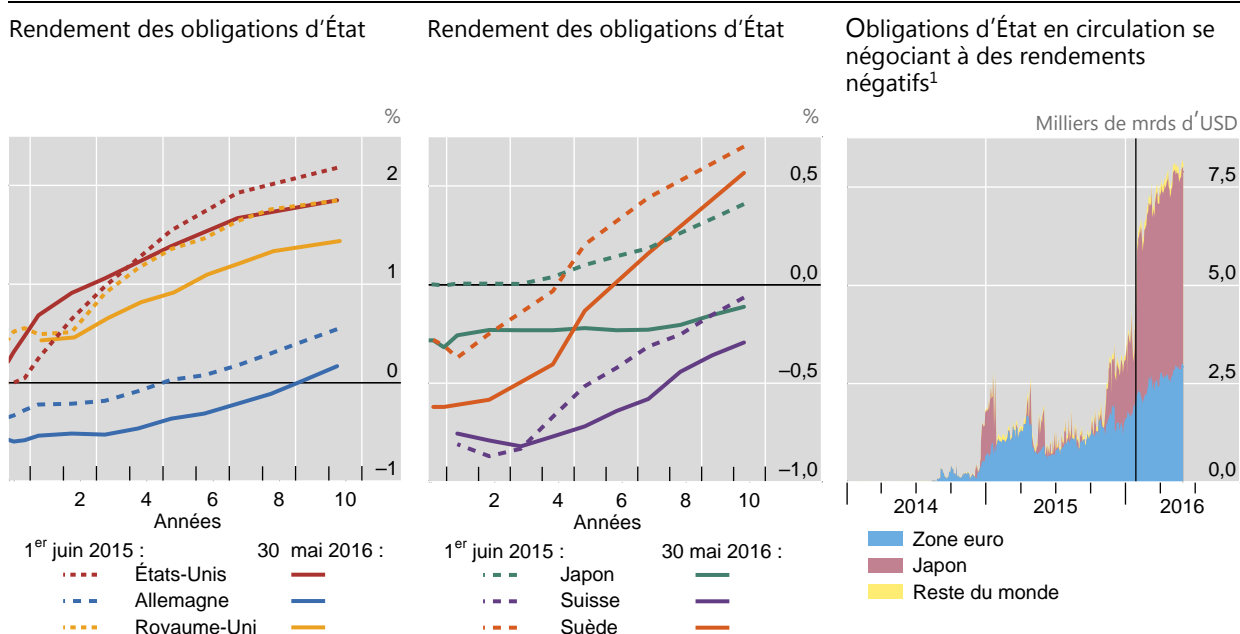 Rendement des obligations d’État
%
2
1
0
–1
2 4 6 8 10
Années
1er juin 2015 : 30 mai 2016 :
États-Unis
Allemagne
Royaume-Uni
Rendement des obligations d’État
%
0,5
0,0
–0,5
–1,0
2 4 6 8 10
Années
1er juin 2015 : 30 mai 2016 :
Japon
Suisse
Suède
Obligations d’État en circulation se
négociant à des rendements
négatifs1
Milliers de mrds d’USD
7,5
5,0
2,5
0,0
2014 2015 2016
Zone euro
Japon
Reste du monde